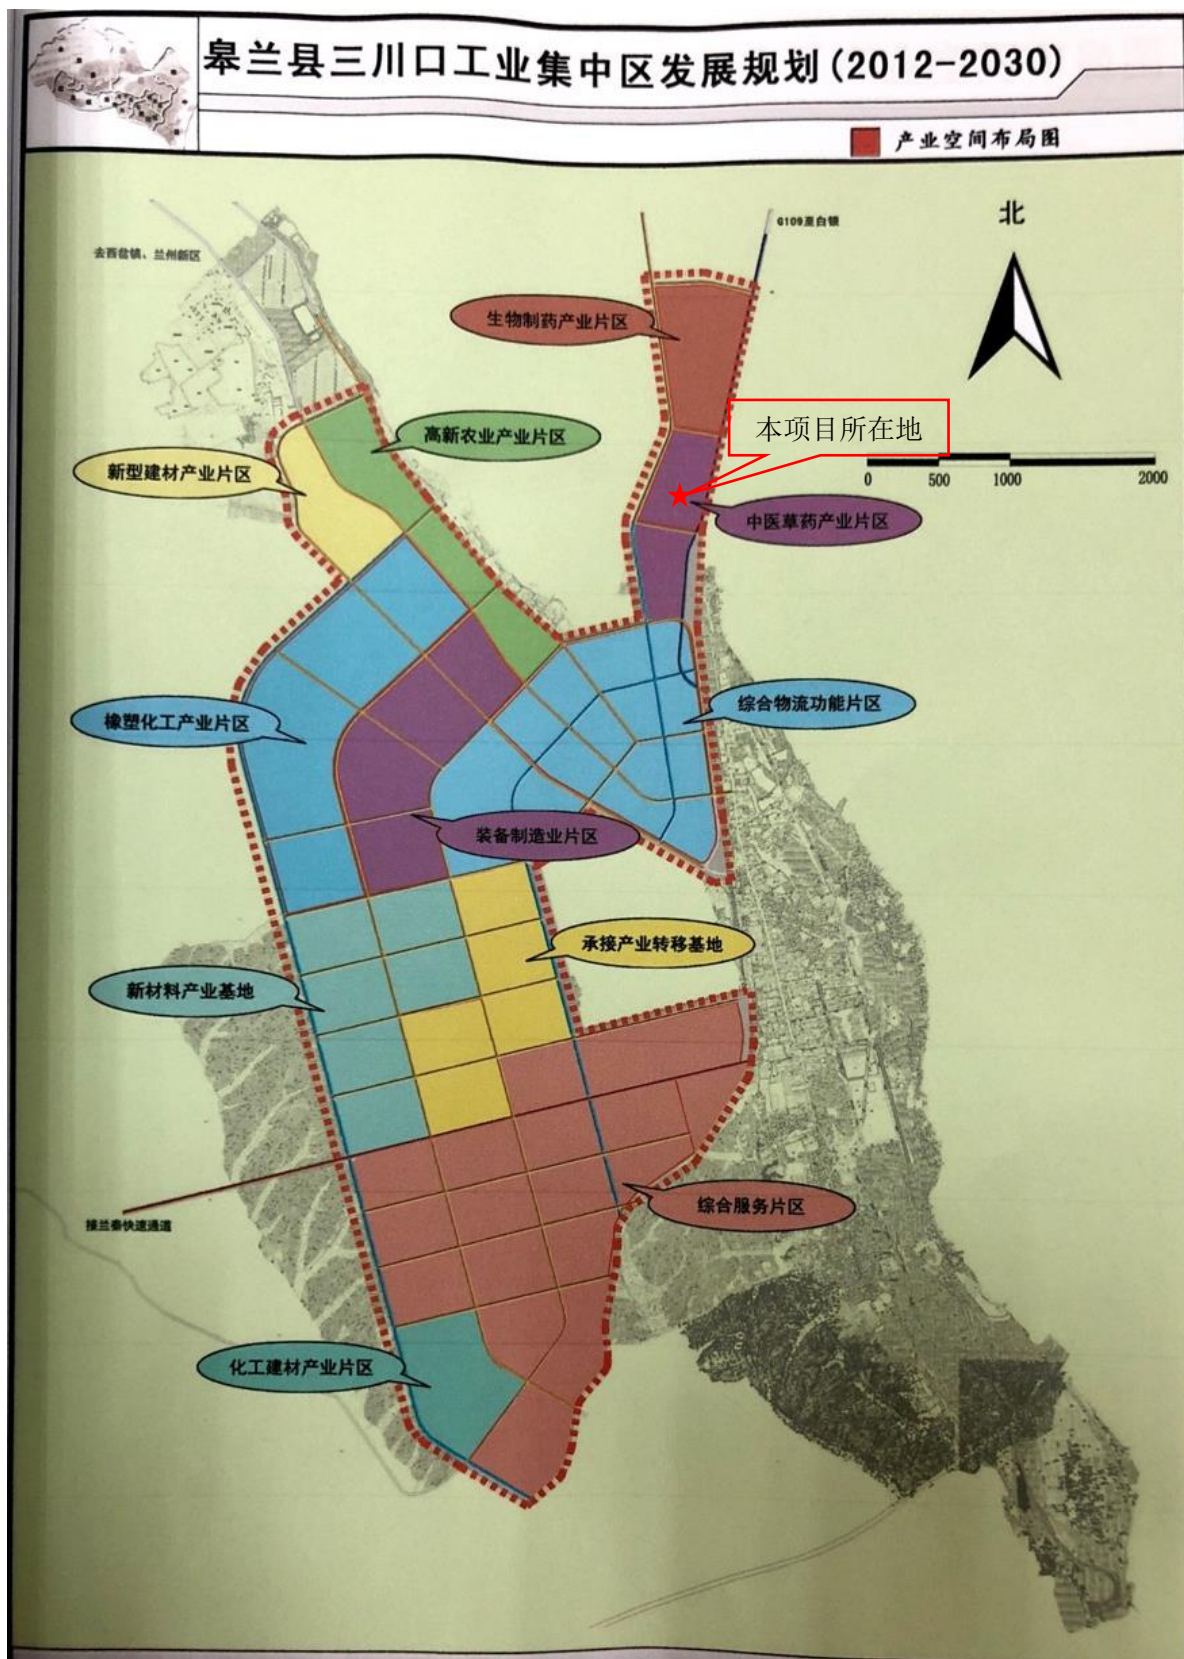 皋兰县三川口工业集中区发展规划(2012-2030)
产业空间布局图
北
G109至白银
去西岔镇、兰州新区
生物制药产业片区
本项目所在地
高新农业产业片区
新型建材产业片区
0 500 1000 2000
中医草药产业片区
综合物流功能片区
橡塑化工产业片区
装备制造业片区
承接产业转移基地
新材料产业基地
综合服务片区
接兰秦快速通道
化工建材产业片区